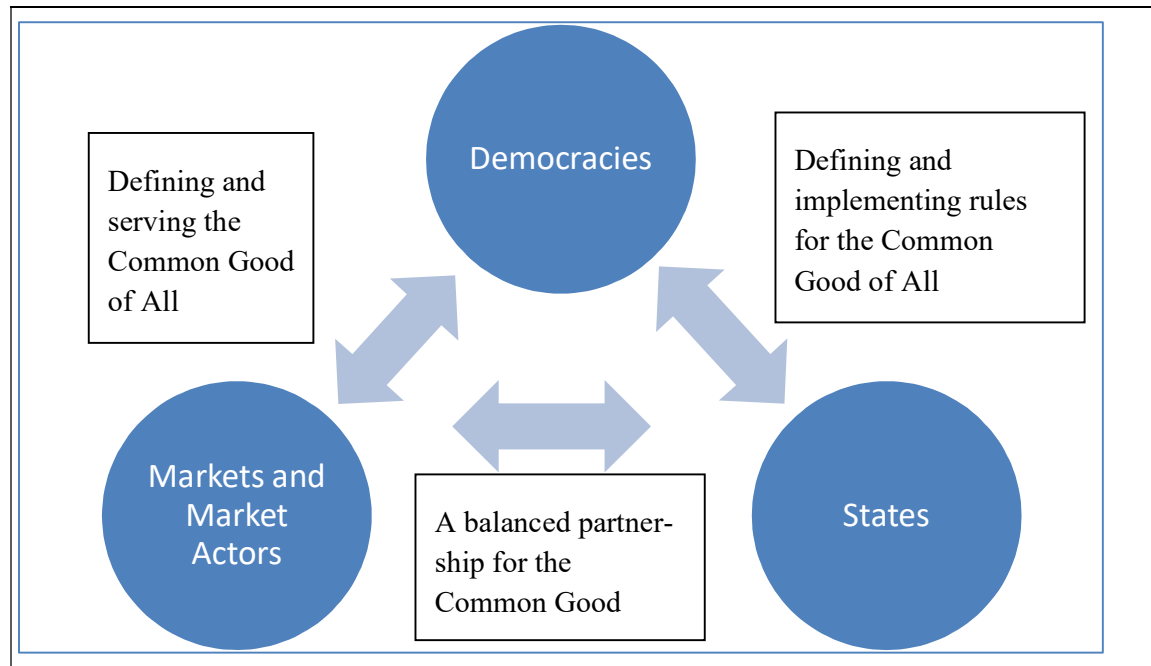 Democracies
Defining and
serving the
Common Good
of All
Defining and
implementing rules
for the Common
Good of All
Markets and
Market
Actors
A balanced partner-
ship for the
Common Good
States